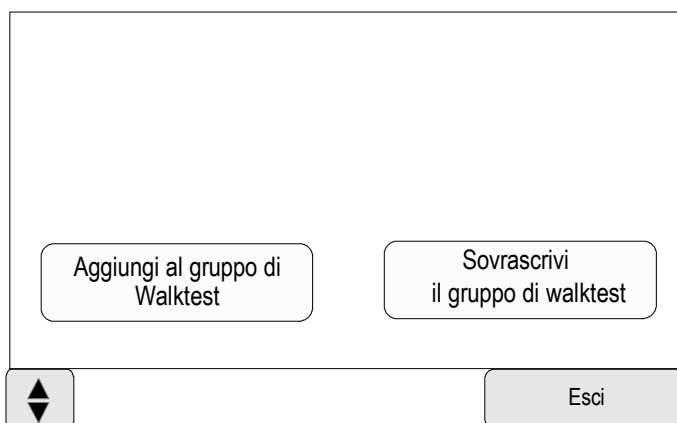 Aggiungi al gruppo di
Walktest
Sovrascrivi
il gruppo di walktest
Esci